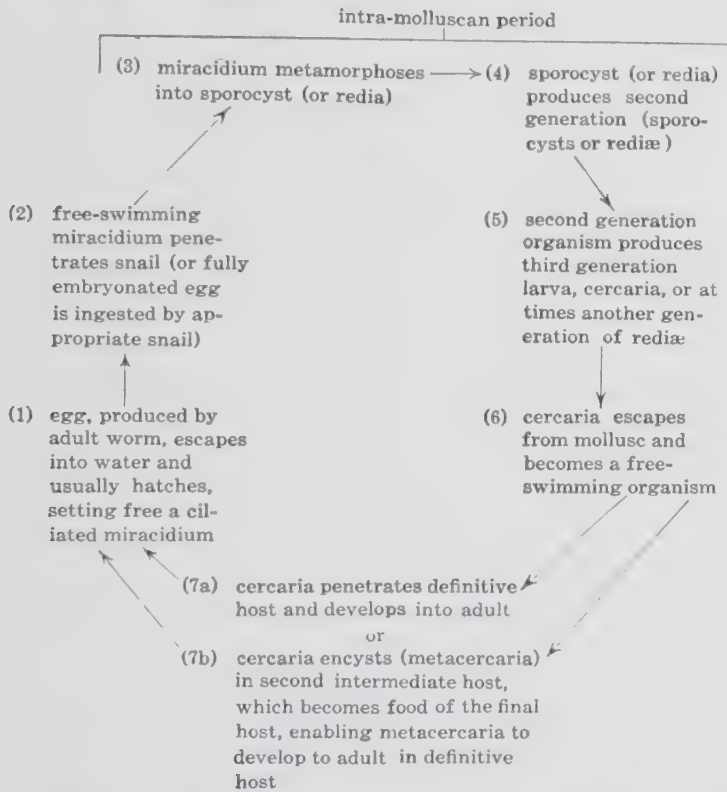 intra-molluscan period
(3) miracidium metamorphoses
into sporocyst (or redia)
(4) sporocyst (or redia)
produces second
generation (sporo-
cysts or rediæ)
(2) free-swimming
miracidium pene-
trates snail (or fully
embryonated egg
is ingested by ap-
propriate snail)
(5) second generation
organism produces
third generation
larva, cercaria, or at
times another gen-
eration of rediæ
(1) egg, produced by
adult worm, escapes
into water and
usually hatches,
setting free a cil-
iated miracidium
(6) cercaria escapes
from mollusc and
becomes a free-
swimming organism
(7a) cercaria penetrates definitive
host and develops into adult
or
(7b) cercaria encysts (metacercaria)
in second intermediate host,
which becomes food of the final
host, enabling metacercaria to
develop to adult in definitive
host